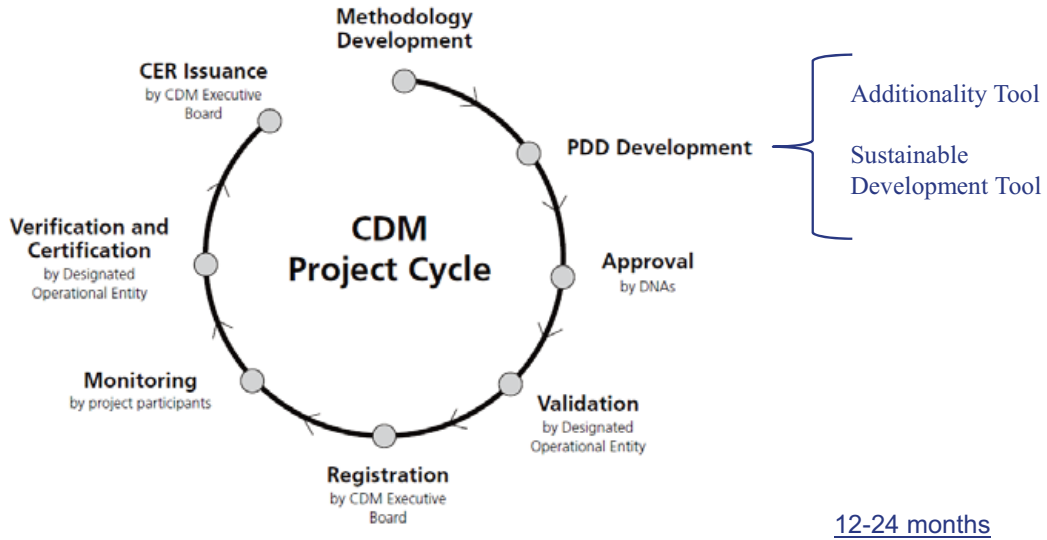 Methodology
Development
PDD Development
Additionality Tool
Sustainable
Development Tool
Approval
by DNAs
Validation
by Designated
Operational Entity
Registration
by CDM Executive
Board
Monitoring
by project participants
Verification and
Certification
by Designated
Operational Entity
CER Issuance
by CDM Executive
Board
CDM
Project Cycle
12-24 months